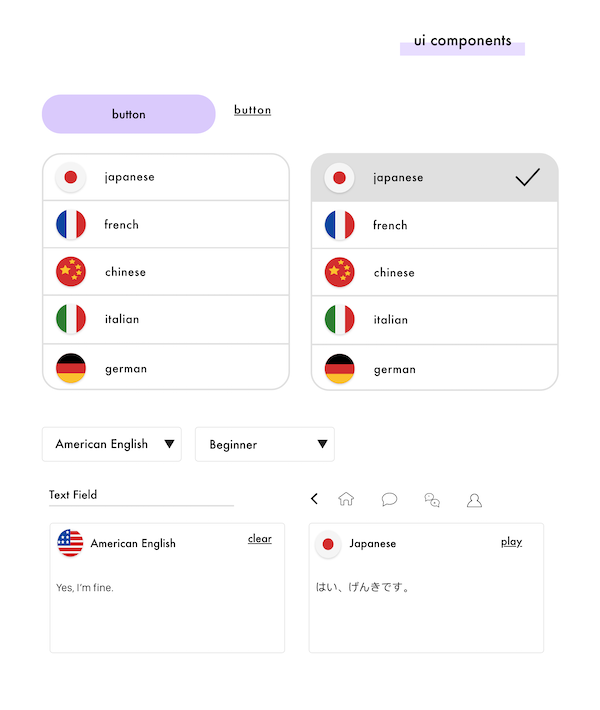 ui components
button
button
japanese
french
chinese
italian
german
japanese
french
chinese
italian
german
American English
Beginner
Text Field
American English
clear
Yes, I'm fine.
Japanese
play
はい、げんきです。